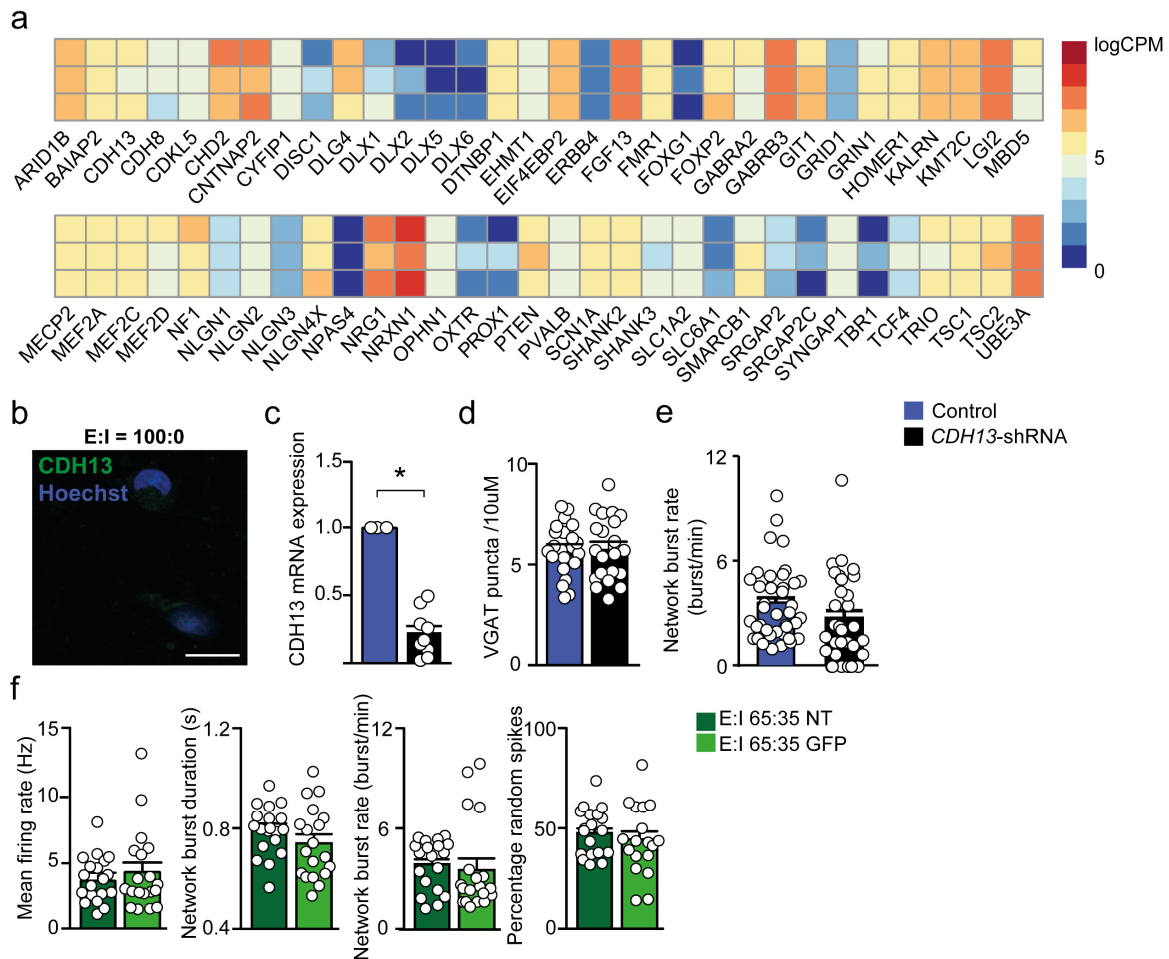 a
logCPM
5
0
ARID1B BAIAP2 CDH13 CDH8 CDKL5 CHD2 CNTNAP2 CYFIP1 DISC1 DLG4 DLX1 DLX2 DLX5 DLX6 DTNBP1 EHMT1 EIF4EBP2 ERBB4 FGF13 FMR1 FOXG1 FOXP2 GABRA2 GABRB3 GIT1 GRID1 GRIN1 HOMER1 KALRN KMT2C LGI2 MBD5
MECP2 MEF2A MEF2C MEF2D NF1 NLGN1 NLGN2 NLGN3 NLGN4X NPAS4 NRG1 NRXN1 OPHN1 OXTR PROX1 PTEN PVALB SCN1A SHANK2 SHANK3 SLC1A2 SLC6A1 SMARCB1 SRGAP2 SRGAP2C SYNGAP1 TBR1 TCF4 TRIO TSC1 TSC2 UBE3A
b
E:I = 100:0
CDH13
Hoechst
c
CDH13 mRNA expression
1.5
1.0
0.5
*
d
VGAT puncta /10uM
10
5
0
e
Network burst rate
(burst/min)
12
6
0
Control
CDH13-shRNA
f
Mean firing rate (Hz)
15
10
5
0
Network burst duration (s)
1.2
0.8
0.4
Network burst rate (burst/min)
12
6
0
Percentage random spikes
100
50
0
E:I 65:35 NT
E:I 65:35 GFP